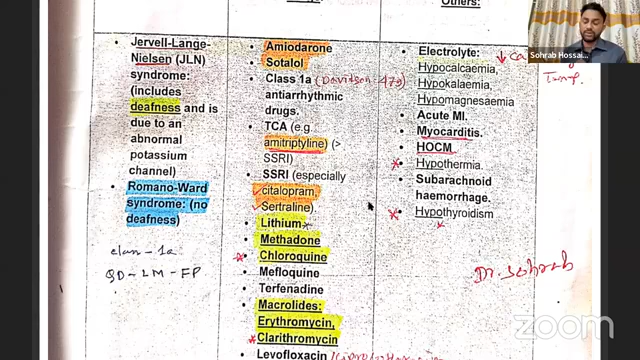 Others:
Jervell-Lange-
Nielsen (JLN)
syndrome:
(includes
deafness and is
due to an
abnormal
potassium
channel)
Romano-Ward
syndrome: (no
deafness)
class-1a
QD-LM-FP
Amiodarone
Sotalol
Class 1a (Davidson-479)
antiarrhythmic
drugs.
TCA (e.g.
amitriptyline) (>
SSRI)
SSRI (especially
citalopram,
Sertraline).
Lithium
Methadone
Chloroquine
Mefloquine
Terfenadine
Macrolides:
Erythromycin,
Clarithromycin
Levofloxacin
Electrolyte:
Hypocalcaemia,
Hypokalaemia,
Hypomagnesaemia
Acute MI.
Myocarditis.
HOCM
Hypothermia.
Subarachnoid
haemorrhage.
Hypothyroidism
Dr. Sohrab
Sohrab Hossai...
zoom